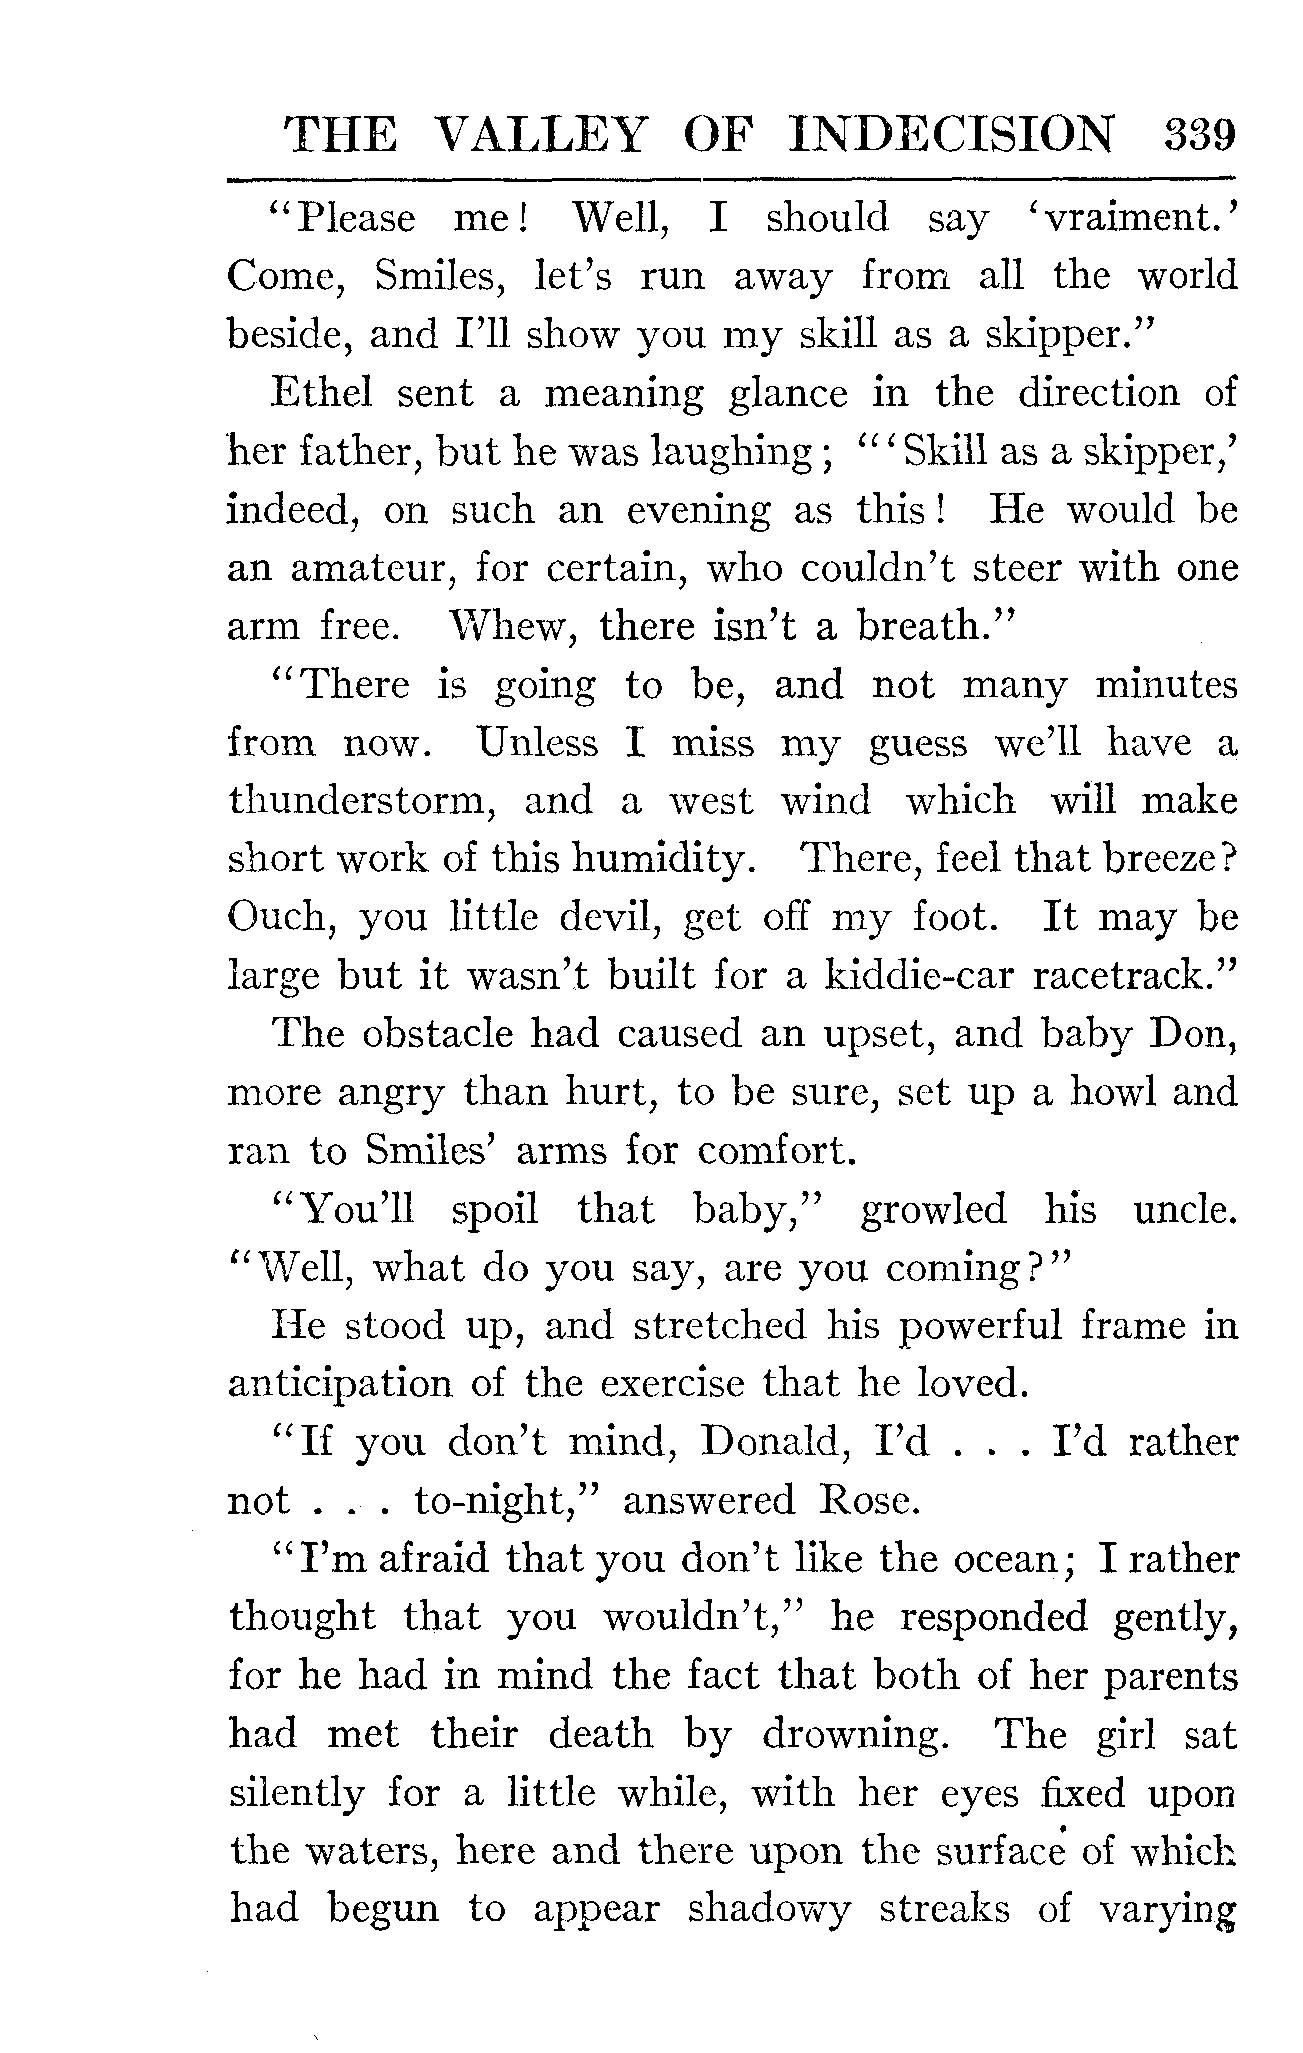 THE VALLEY OF INDECISION 339
“Please me! Well, I should say ‘vraiment.’
Come, Smiles, let's run away from all the world
beside, and I'll show you my skill as a skipper.”
Ethel sent a meaning glance in the direction of
her father, but he was laughing; “‘Skill as a skipper,’
indeed, on such an evening as this! He would be
an amateur, for certain, who couldn't steer with one
arm free. Whew, there isn't a breath.”
“There is going to be, and not many minutes
from now. Unless I miss my guess we'll have a
thunderstorm, and a west wind which will make
short work of this humidity. There, feel that breeze?
Ouch, you little devil, get off my foot. It may be
large but it wasn't built for a kiddie-car racetrack.”
The obstacle had caused an upset, and baby Don,
more angry than hurt, to be sure, set up a howl and
ran to Smiles' arms for comfort.
“You'll spoil that baby,” growled his uncle.
“Well, what do you say, are you coming?”
He stood up, and stretched his powerful frame in
anticipation of the exercise that he loved.
“If you don't mind, Donald, I'd . . . I'd rather
not . . . to-night,” answered Rose.
“I'm afraid that you don't like the ocean; I rather
thought that you wouldn't,” he responded gently,
for he had in mind the fact that both of her parents
had met their death by drowning. The girl sat
silently for a little while, with her eyes fixed upon
the waters, here and there upon the surface of which
had begun to appear shadowy streaks of varying